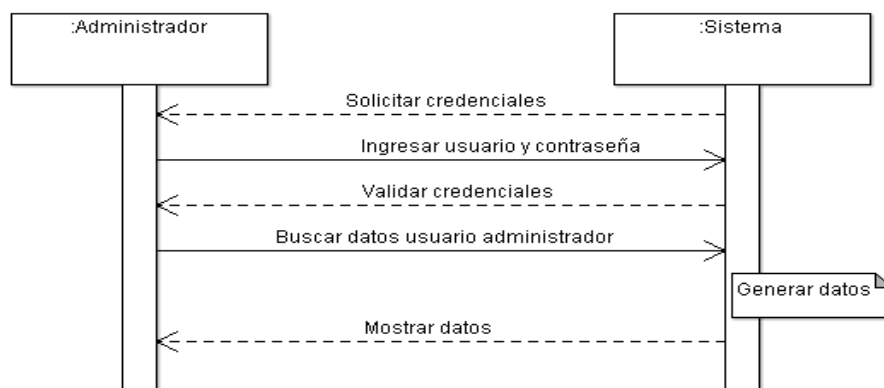 :Administrador
:Sistema
Solicitar credenciales
Ingresar usuario y contraseña
Validar credenciales
Buscar datos usuario administrador
Generar datos
Mostrar datos